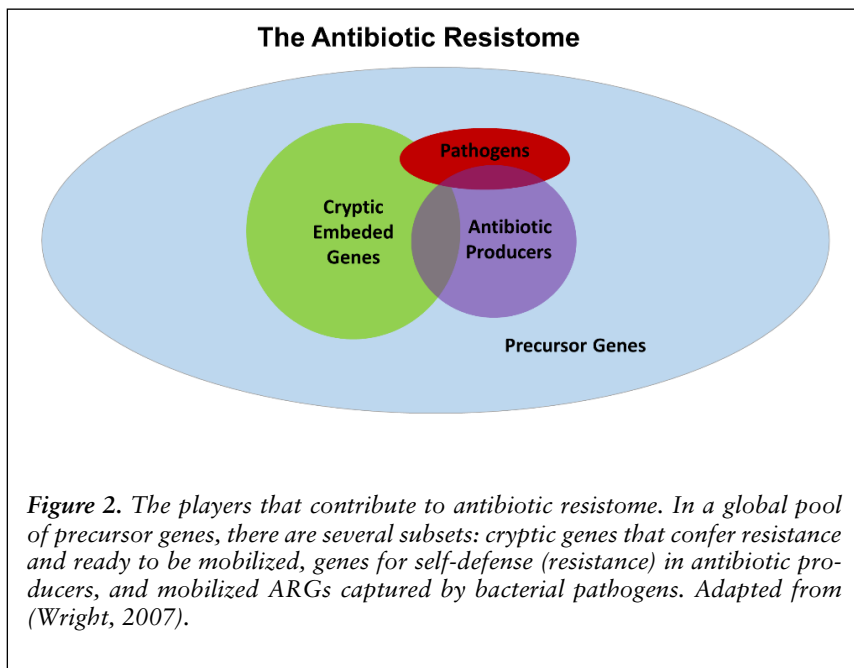 The Antibiotic Resistome
Pathogens
Cryptic
Embeded
Genes
Antibiotic
Producers
Precursor Genes
Figure 2. The players that contribute to antibiotic resistome. In a global pool
of precursor genes, there are several subsets: cryptic genes that confer resistance
and ready to be mobilized, genes for self-defense (resistance) in antibiotic pro-
ducers, and mobilized ARGs captured by bacterial pathogens. Adapted from
(Wright, 2007).